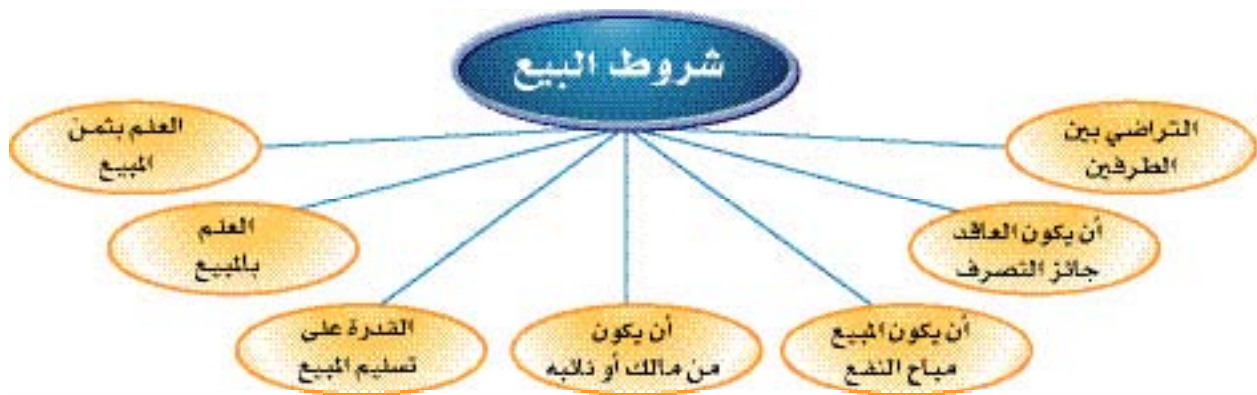 شروط البيع
التراضي بين
الطرفين
أن يكون العاقد
جائز التصرف
أن يكون المبيع
مباح النفع
أن يكون
من مالك أو نائبه
القدرة على
تسليم المبيع
العلم
بالمبيع
العلم بثمن
المبيع